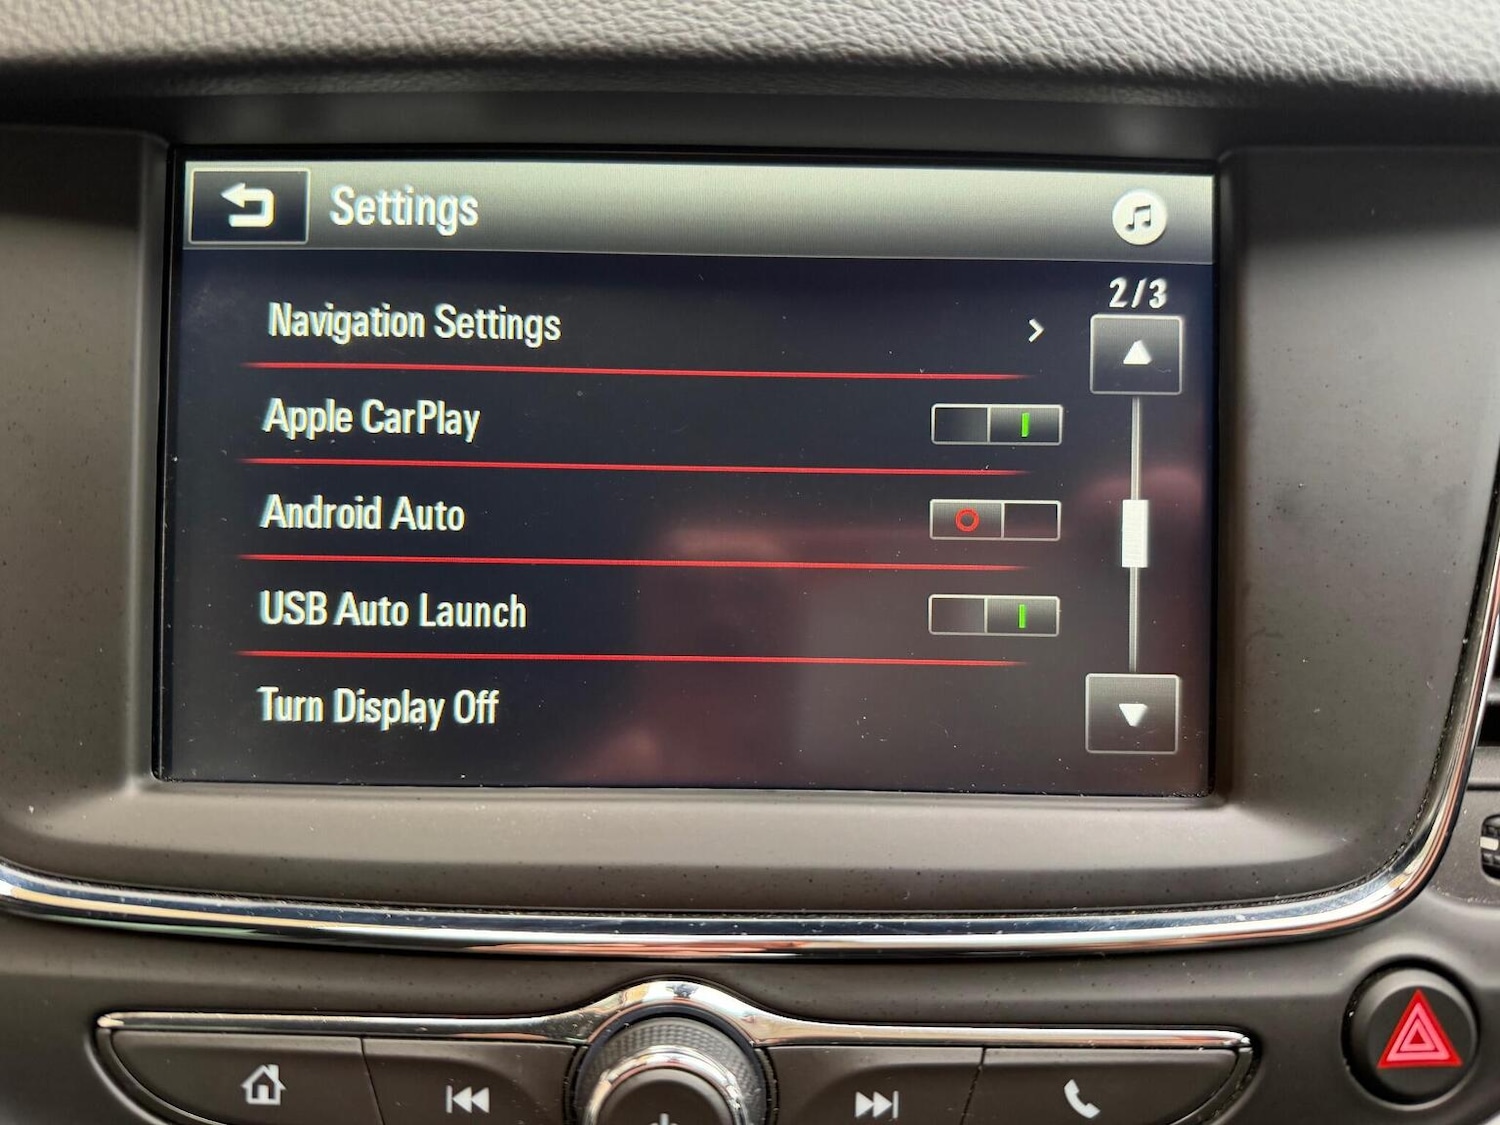 Settings
2/3
Navigation Settings
Apple CarPlay
Android Auto
USB Auto Launch
Turn Display Off